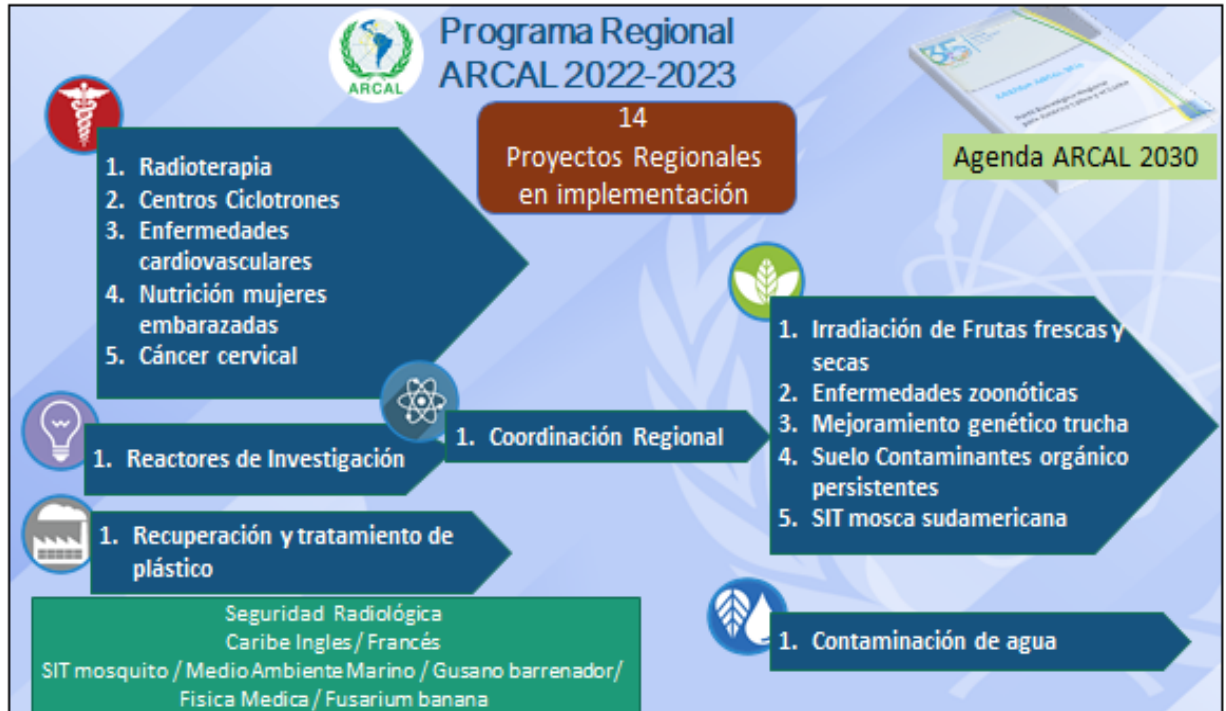 ARCAL
Programa Regional
ARCAL 2022-2023
14
Proyectos Regionales
en implementación
35
Agenda ARCAL 2030
1. Radioterapia
2. Centros Ciclotrones
3. Enfermedades
cardiovasculares
4. Nutrición mujeres
embarazadas
5. Cáncer cervical
1. Reactores de Investigación
1. Coordinación Regional
1. Recuperación y tratamiento de
plástico
Seguridad Radiológica
Caribe Ingles / Francés
SIT mosquito / Medio Ambiente Marino / Gusano barrenador/
Fisica Medica / Fusarium banana
1. Irradiación de Frutas frescas y
secas
2. Enfermedades zoonóticas
3. Mejoramiento genético trucha
4. Suelo Contaminantes orgánico
persistentes
5. SIT mosca sudamericana
1. Contaminación de agua